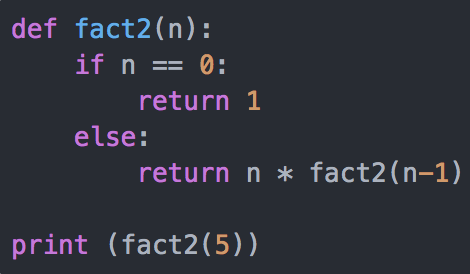 def fact2(n):
    if n == 0:
        return 1
    else:
        return n * fact2(n-1)

print (fact2(5))